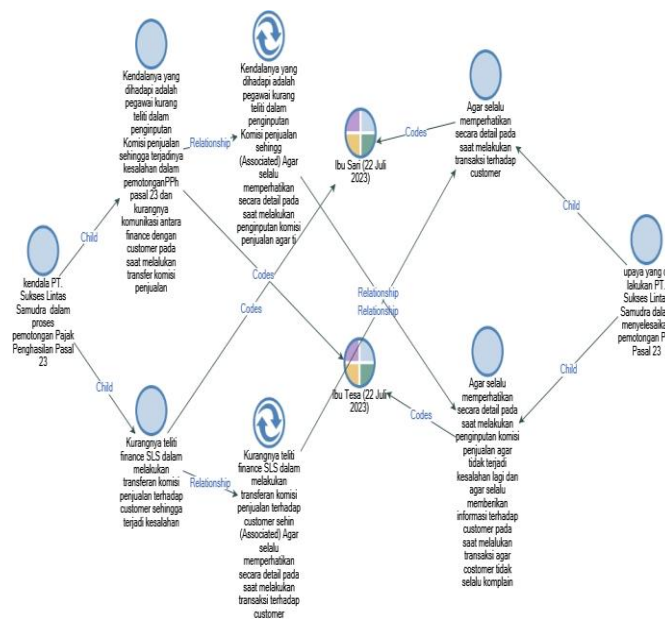 Kendalanya yang
dihadapi adalah
pegawai kurang
teliti dalam
penginputan
Komisi penjualan
sehingga terjadinya
kesalahan dalam
pemotonganPPh
pasal 23 dan
kurangnya
komunikasi antara
finance dengan
customer pada
saat melalukan
transfer komisi
penjualan
Relationship
Kendalanya yang
dihadapi adalah
pegawai kurang
teliti dalam
penginputan
Komisi penjualan
sehingg
(Associated) Agar
selalu
memperhatikan
secara detail pada
saat melakukan
penginputan komisi
penjualan agar ti
Ibu Sari (22 Juli
2023)
Codes
Agar selalu
memperhatikan
secara detail pada
saat melakukan
transaksi terhadap
customer
Child
Child
kendala PT.
Sukses Lintas
Samudra dalam
proses
pemotongan Pajak
Penghasilan Pasal
23
Child
Codes
Codes
Relationship
Relationship
upaya yang
lakukan PT.
Sukses Linta
Samudra dala
menyelesaika
pemotongan P
Pasal 23
Child
Ibu Tesa (22 Juli
2023)
Codes
Agar selalu
memperhatikan
secara detail pada
saat melakukan
penginputan komisi
penjualan agar
tidak terjadi
kesalahan lagi dan
agar selalu
memberikan
informasi terhadap
customer pada
saat melalukan
transaksi agar
costomer tidak
selalu komplain
Kurangnya teliti
finance SLS dalam
melakukan
transferan komisi
penjualan terhadap
customer sehingga
terjadi kesalahan
Relationship
Kurangnya teliti
finance SLS dalam
melakukan
transferan komisi
penjualan terhadap
customer sehin
(Associated) Agar
selalu
memperhatikan
secara detail pada
saat melakukan
transaksi terhadap
customer